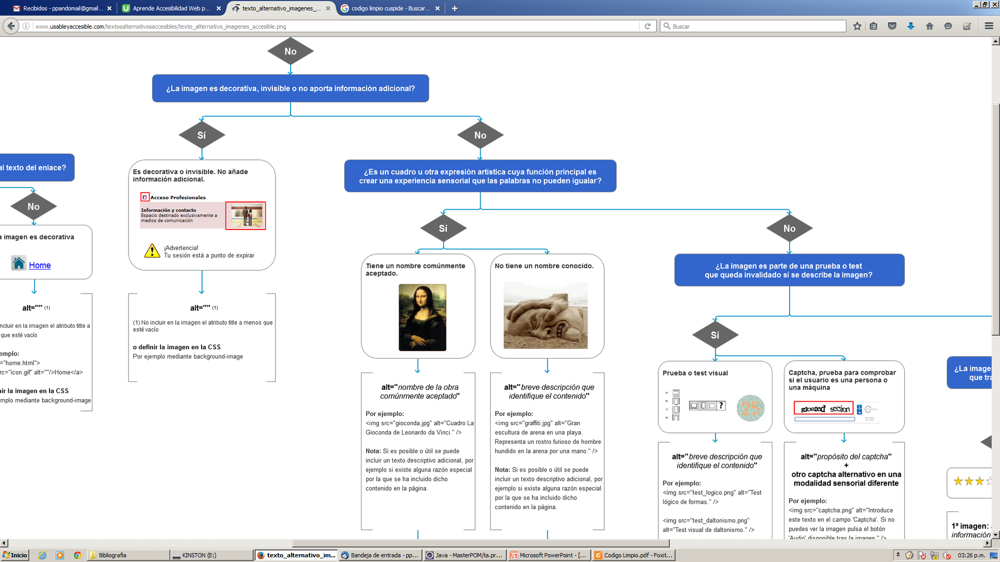 Recibidos - ppandomail@gmail...
Aprende Accesibilidad Web p...
texto_alternativo_imagenes_...
codigo limpio cuspide - Buscar...
www.usableyaccesible.com/textosalternativosaccesibles/texto_alternativo_imagenes_accesible.png
Buscar
No
¿La imagen es decorativa, invisible o no aporta información adicional?
Sí
No
al texto del enlace?
No
a imagen es decorativa
Home
alt="" (1)
ncluir en la imagen el atributo title a
que esté vacío
emplo:
="home.html">
rc="icon.gif" alt=""/>Home</a>
nir la imagen en la CSS
mplo mediante background-image
Es decorativa o invisible. No añade
información adicional.
Acceso Profesionales
Información y contacto
Espacio destinado exclusivamente a
medios de comunicación
¡Advertencia!
Tu sesión está a punto de expirar
alt="" (1)
(1) No incluir en la imagen el atributo title a menos que
esté vacío
o definir la imagen en la CSS
Por ejemplo mediante background-image
¿Es un cuadro u otra expresión artística cuya función principal es
crear una experiencia sensorial que las palabras no pueden igualar?
Sí
No
Tiene un nombre comúnmente
aceptado.
alt="nombre de la obra
comúnmente aceptado"
Por ejemplo:
<img src="gioconda.jpg" alt="Cuadro La
Gioconda de Leonardo da Vinci." />
Nota: Si es posible o útil se puede
incluir un texto descriptivo adicional, por
ejemplo si existe alguna razón especial
por la que se ha incluido dicho
contenido en la página.
No tiene un nombre conocido.
alt="breve descripción que
identifique el contenido"
Por ejemplo:
<img src="graffiti.jpg" alt="Gran
escultura de arena en una playa.
Representa un rostro furioso de hombre
hundido en la arena por una mano." />
Nota: Si es posible o útil se puede
incluir un texto descriptivo adicional, por
ejemplo si existe alguna razón especial
por la que se ha incluido dicho
contenido en la página.
¿La imagen es parte de una prueba o test
que queda invalidado si se describe la imagen?
Sí
Prueba o test visual
?
25
alt="breve descripción que
identifique el contenido"
Por ejemplo:
<img src="test_logico.png" alt="Test
lógico de formas." />
<img src="test_daltonismo.png"
alt="Test visual de daltonismo." />
Captcha, prueba para comprobar
si el usuario es una persona o
una máquina
gloated section
alt="propósito del captcha"
+
otro captcha alternativo en una
modalidad sensorial diferente
Por ejemplo:
<img src="captcha.png" alt="Introduce
este texto en el campo 'Captcha'. Si no
puedes ver la imagen pulsa el botón
'Audio' disponible tras la imagen." />
¿La image
que tra
1ª imagen:
información
Inicio
Bibliografia
KINSTON (E:)
texto_alternativo_im...
Bandeja de entrada - pp...
Java - MasterPOM/ta.pr...
Microsoft PowerPoint - [...
Codigo Limpio.pdf - Foxit...
03:26 p.m.